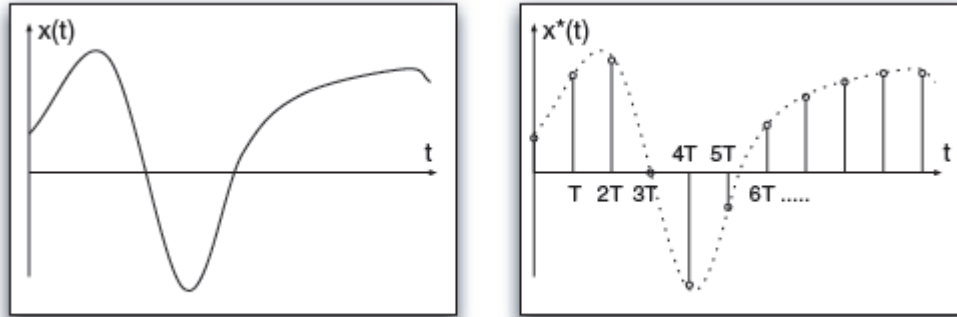 x(t)
t
x*(t)
4T 5T
t
T 2T 3T 6T .....